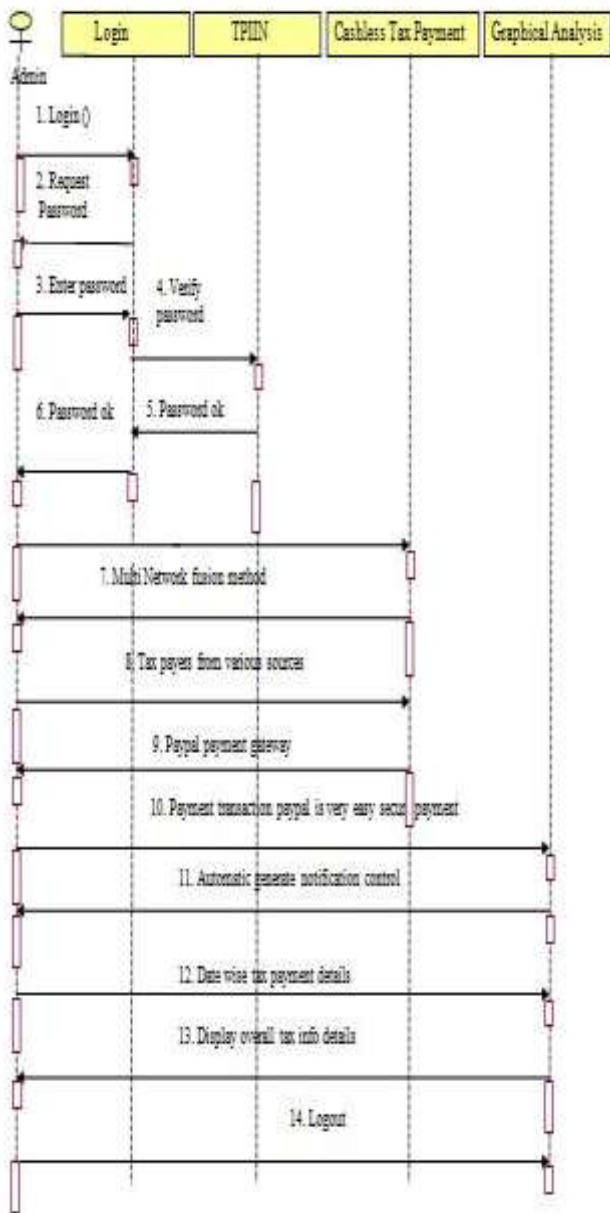 Login
TPIIN
Cashless Tax Payment
Graphical Analysis
Admin
1. Login ()
2. Request
Password
3. Enter password
4. Verify
password
6. Password ok
5. Password ok
7. Multi Network fusion method
8. Tax payers from various sources
9. Paypal payment gateway
10. Payment transaction paypal is very easy secure payment
11. Automatic generate notification control
12. Date wise tax payment details
13. Display overall tax info details
14. Logout